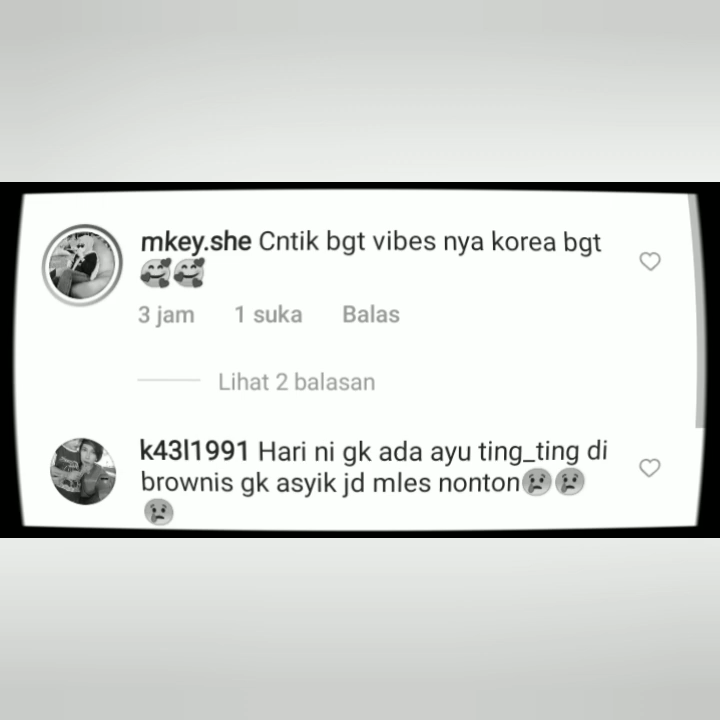 mkey.she Cntik bgt vibes nya korea bgt
🥰🥰
3 jam 1 suka Balas
Lihat 2 balasan
k43l1991 Hari ni gk ada ayu ting_ting di
brownis gk asyik jd mles nonton😢😢
😢